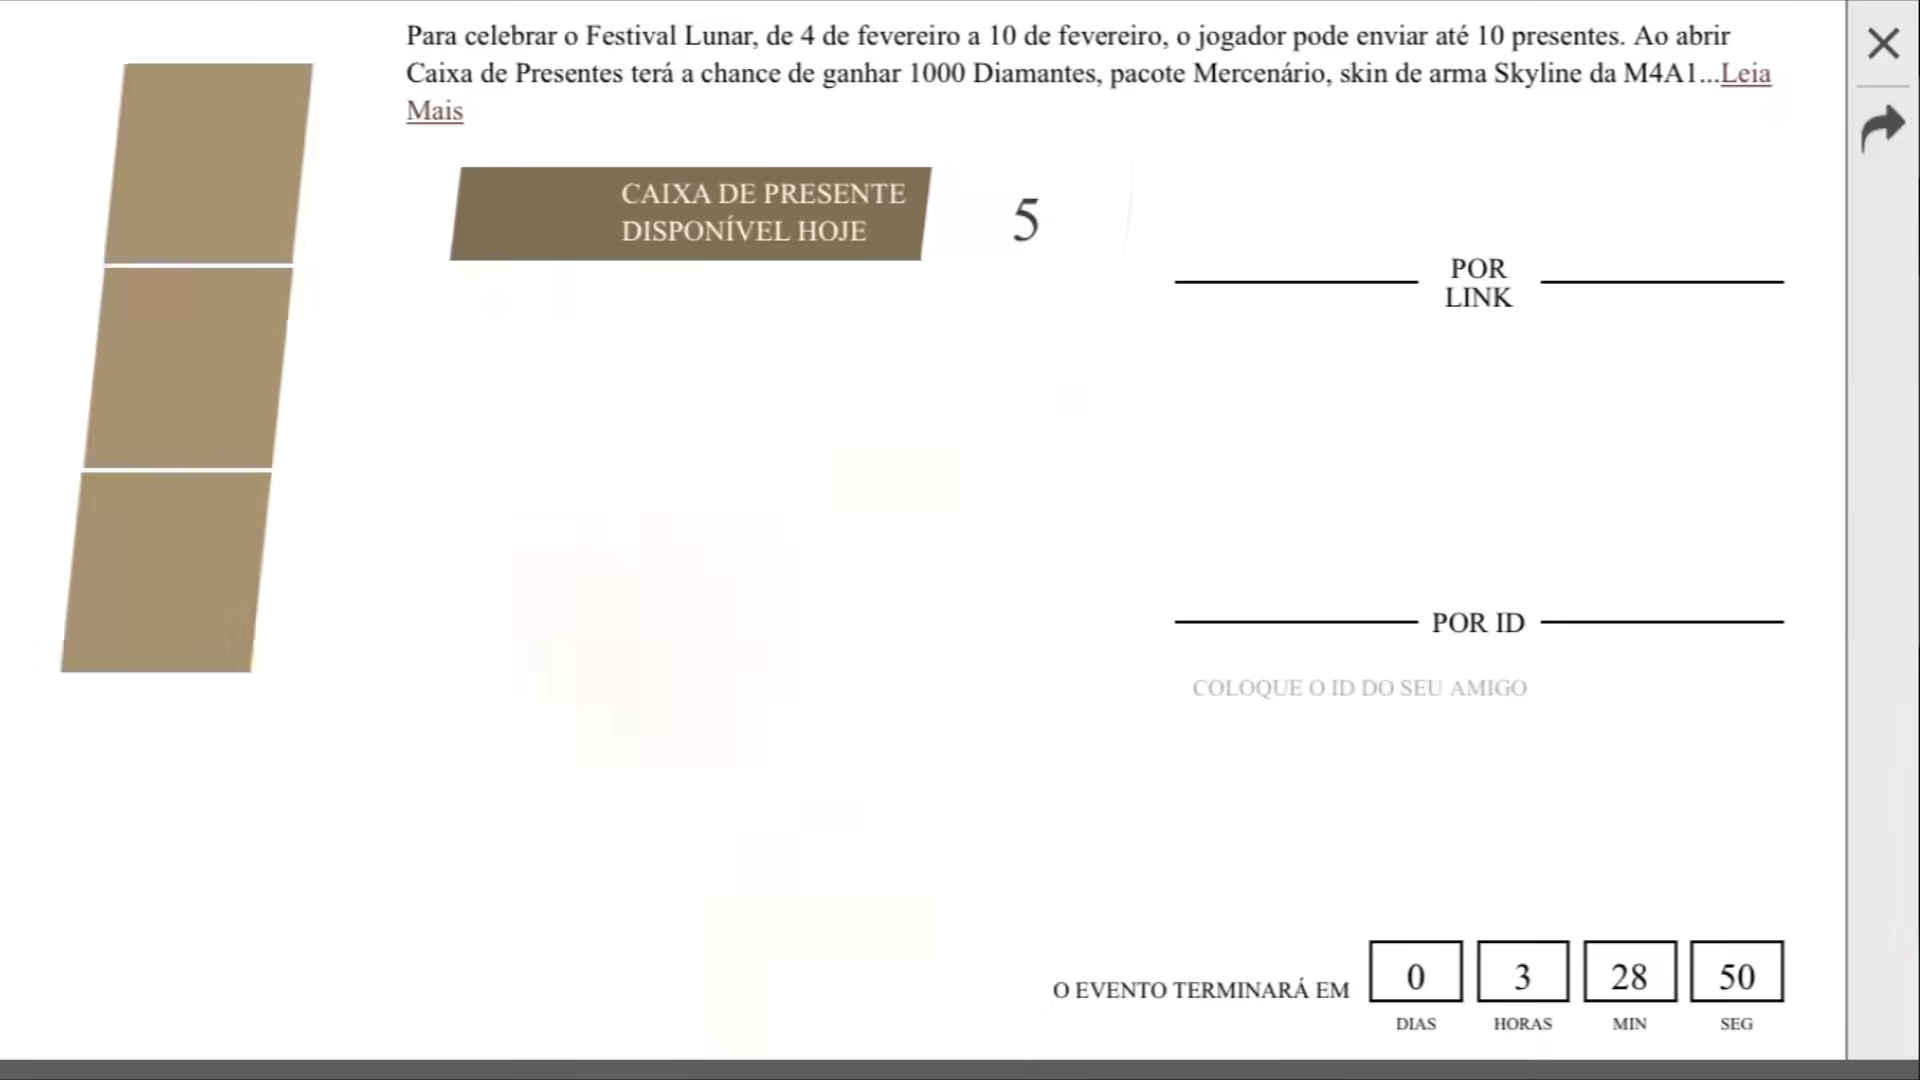 Para celebrar o Festival Lunar, de 4 de fevereiro a 10 de fevereiro, o jogador pode enviar até 10 presentes. Ao abrir
Caixa de Presentes terá a chance de ganhar 1000 Diamantes, pacote Mercenário, skin de arma Skyline da M4A1...Leia
Mais
CAIXA DE PRESENTE
DISPONÍVEL HOJE
5
POR
LINK
POR ID
COLOQUE O ID DO SEU AMIGO
O EVENTO TERMINARÁ EM
0 3 28 50
DIAS HORAS MIN SEG